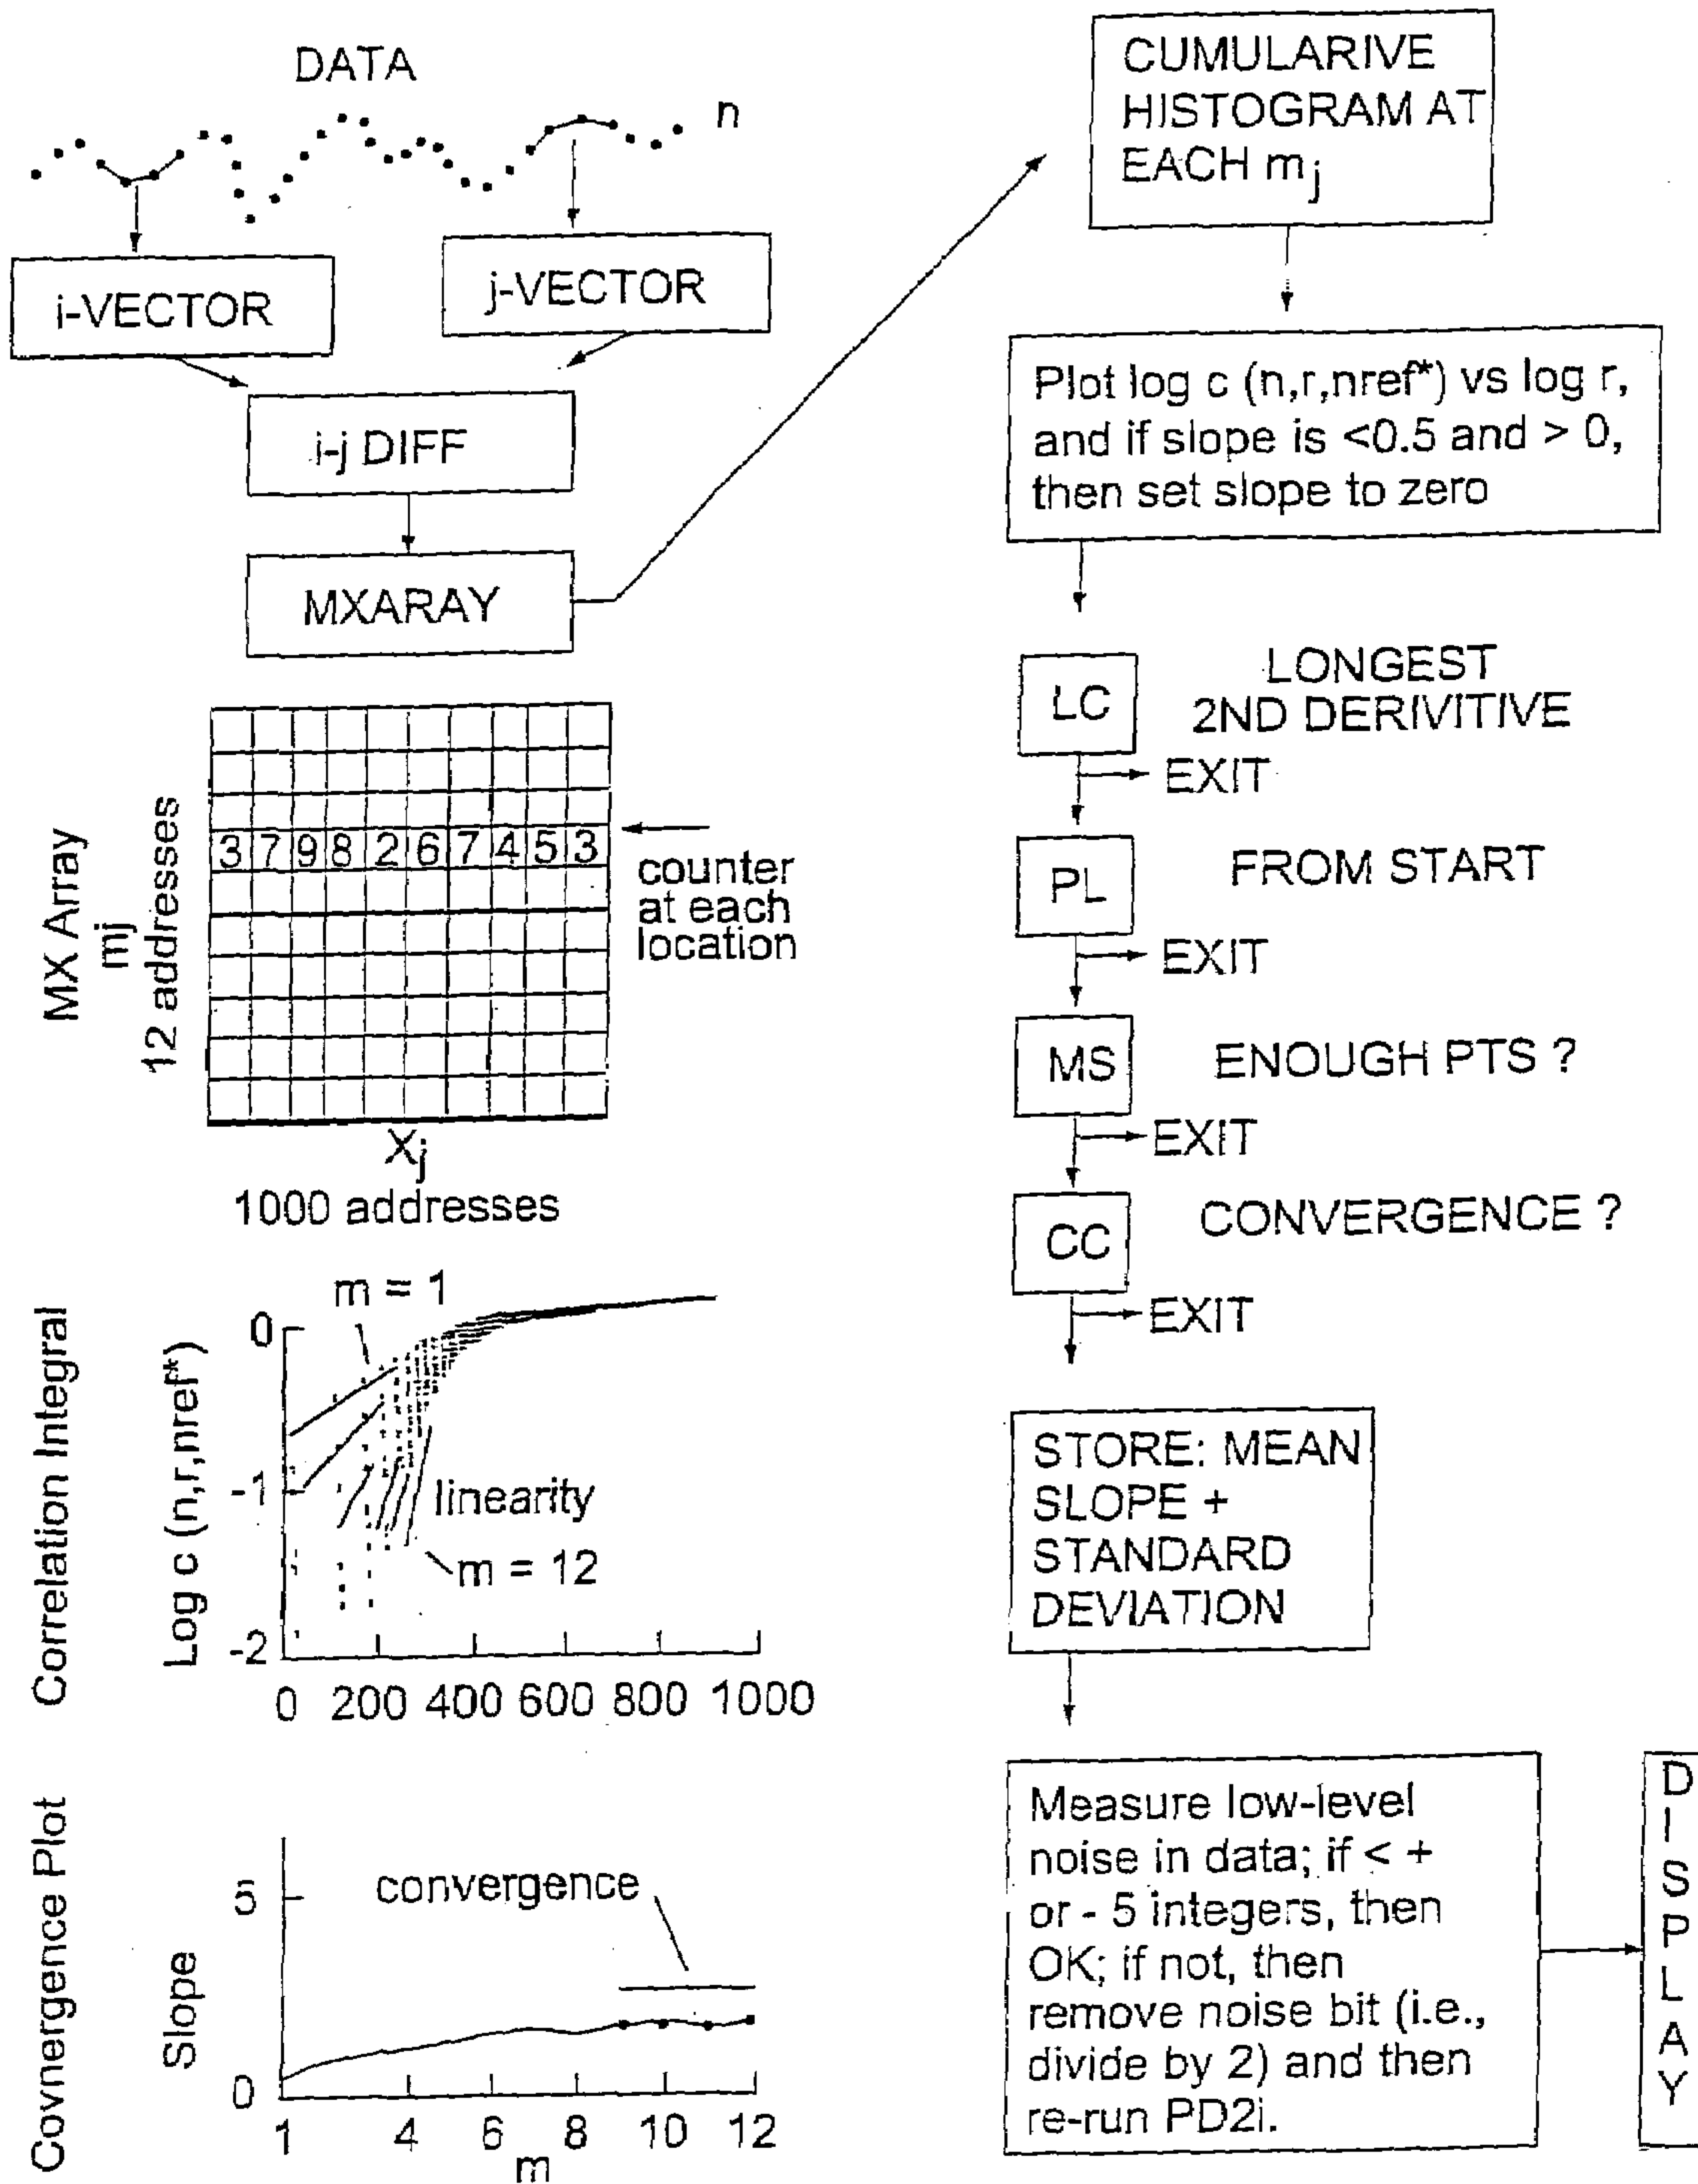 DATA
n
i-VECTOR
j-VECTOR
i-j DIFF
MXARAY
MX Array
mj
12 addresses
3 7 9 8 2 6 7 4 5 3
counter
at each
location
Xj
1000 addresses
Correlation Integral
Log c (n,r,nref*)
m = 1
0
-1
-2
linearity
m = 12
0 200 400 600 800 1000
Covnergence Plot
Slope
5
0
convergence
1 4 6 8 10 12
m
CUMULARIVE
HISTOGRAM AT
EACH mj
Plot log c (n,r,nref*) vs log r,
and if slope is <0.5 and > 0,
then set slope to zero
LC
LONGEST
2ND DERIVITIVE
EXIT
PL
FROM START
EXIT
MS
ENOUGH PTS ?
EXIT
CC
CONVERGENCE ?
EXIT
STORE: MEAN
SLOPE +
STANDARD
DEVIATION
Measure low-level
noise in data; if < +
or - 5 integers, then
OK; if not, then
remove noise bit (i.e.,
divide by 2) and then
re-run PD2i.
DISPLAY